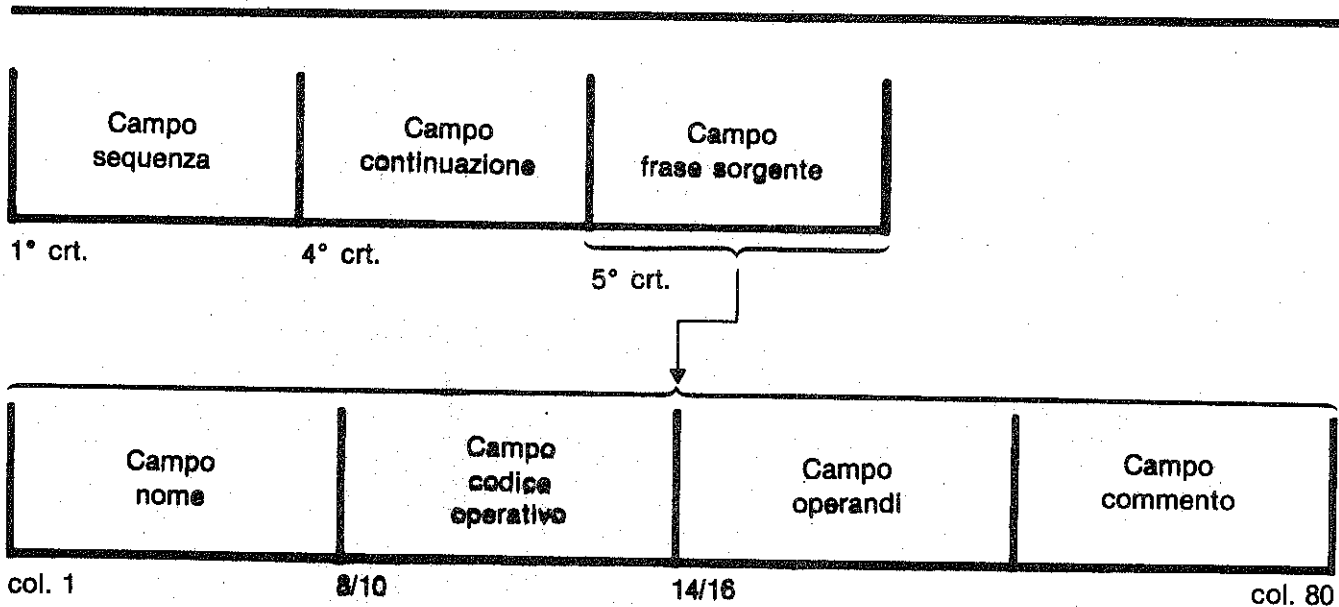 Campo
sequenza
Campo
continuazione
Campo
frase sorgente
1° crt.
4° crt.
5° crt.
Campo
nome
Campo
codice
operativo
Campo
operandi
Campo
commento
col. 1
8/10
14/16
col. 80